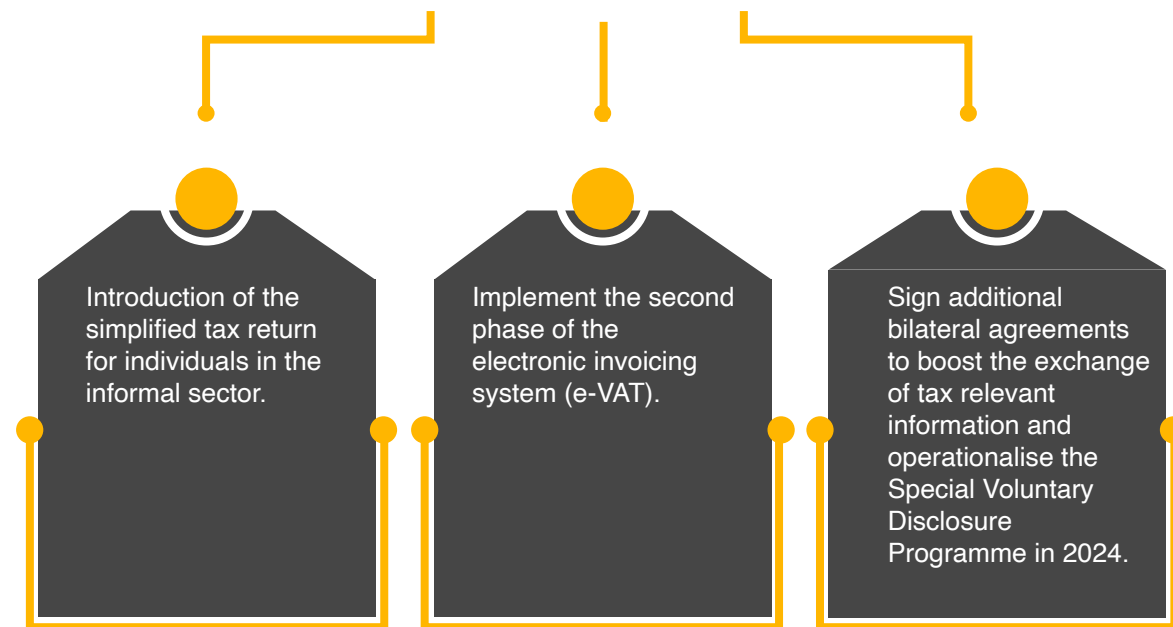 Introduction of the
simplified tax return
for individuals in the
informal sector.
Implement the second
phase of the
electronic invoicing
system (e-VAT).
Sign additional
bilateral agreements
to boost the exchange
of tax relevant
information and
operationalise the
Special Voluntary
Disclosure
Programme in 2024.